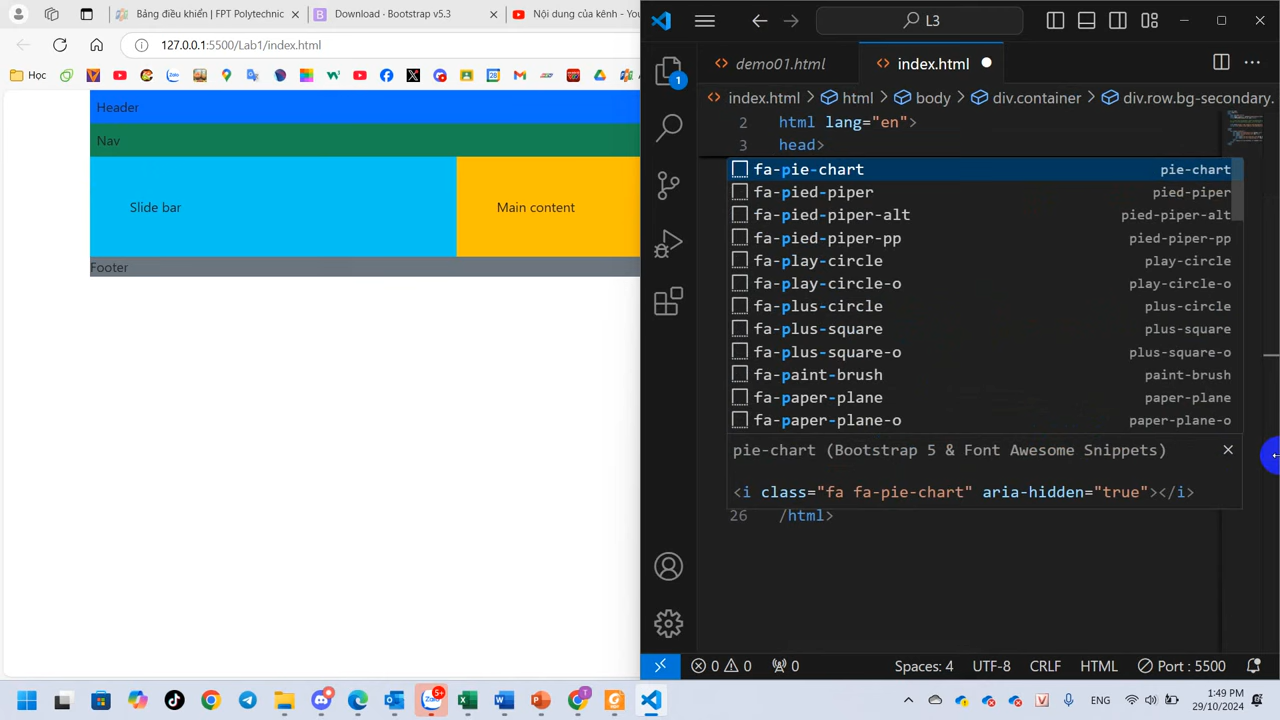 Bảng điều khiển | FPT Polytechnic
Download · Bootstrap v5.3
Nội dung của kênh - You
L3
127.0.0.1:5500/Lab1/index.html
Học
demo01.html
index.html
1
index.html > html > body > div.container > div.row.bg-secondary.
Header
Nav
Slide bar
Main content
Footer
2 html lang="en">
3 head>
fa-pie-chart pie-chart
fa-pied-piper pied-piper
fa-pied-piper-alt pied-piper-alt
fa-pied-piper-pp pied-piper-pp
fa-play-circle play-circle
fa-play-circle-o play-circle-o
fa-plus-circle plus-circle
fa-plus-square plus-square
fa-plus-square-o plus-square-o
fa-paint-brush paint-brush
fa-paper-plane paper-plane
fa-paper-plane-o paper-plane-o
pie-chart (Bootstrap 5 & Font Awesome Snippets)
<i class="fa fa-pie-chart" aria-hidden="true"></i>
26 /html>
0 0 0 Spaces: 4 UTF-8 CRLF HTML Port : 5500
Zalo 5+
ENG
1:49 PM
29/10/2024